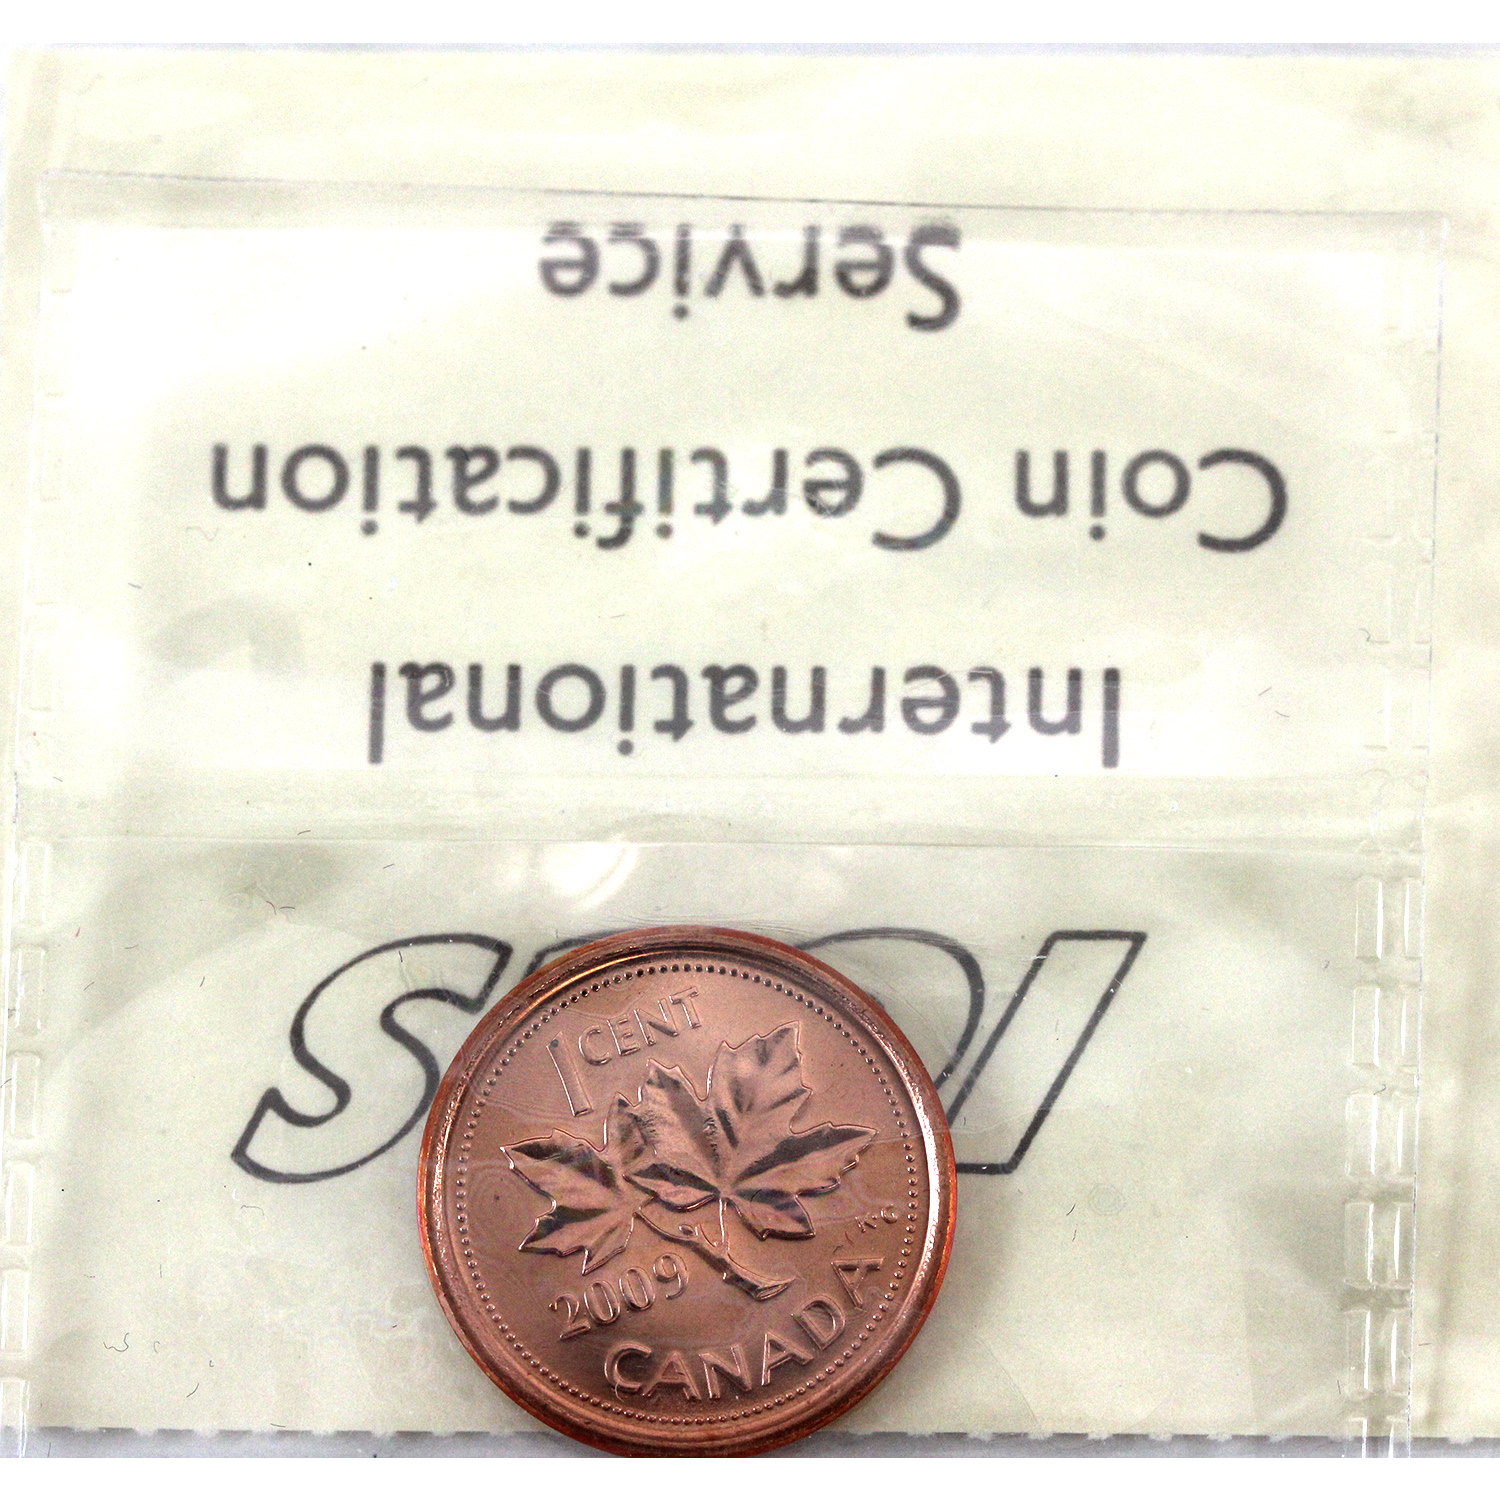 ICCS
International
Coin Certification
Service
1 CENT
K·G
2009
CANADA